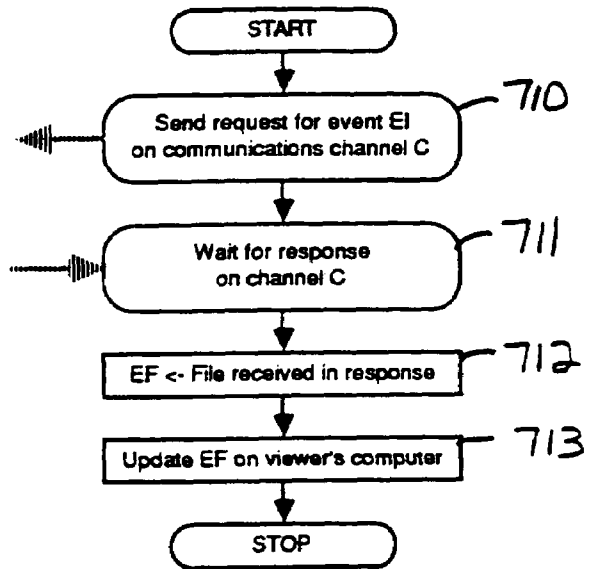 START
Send request for event EI
on communications channel C
710
Wait for response
on channel C
711
EF <- File received in response
712
Update EF on viewer's computer
713
STOP